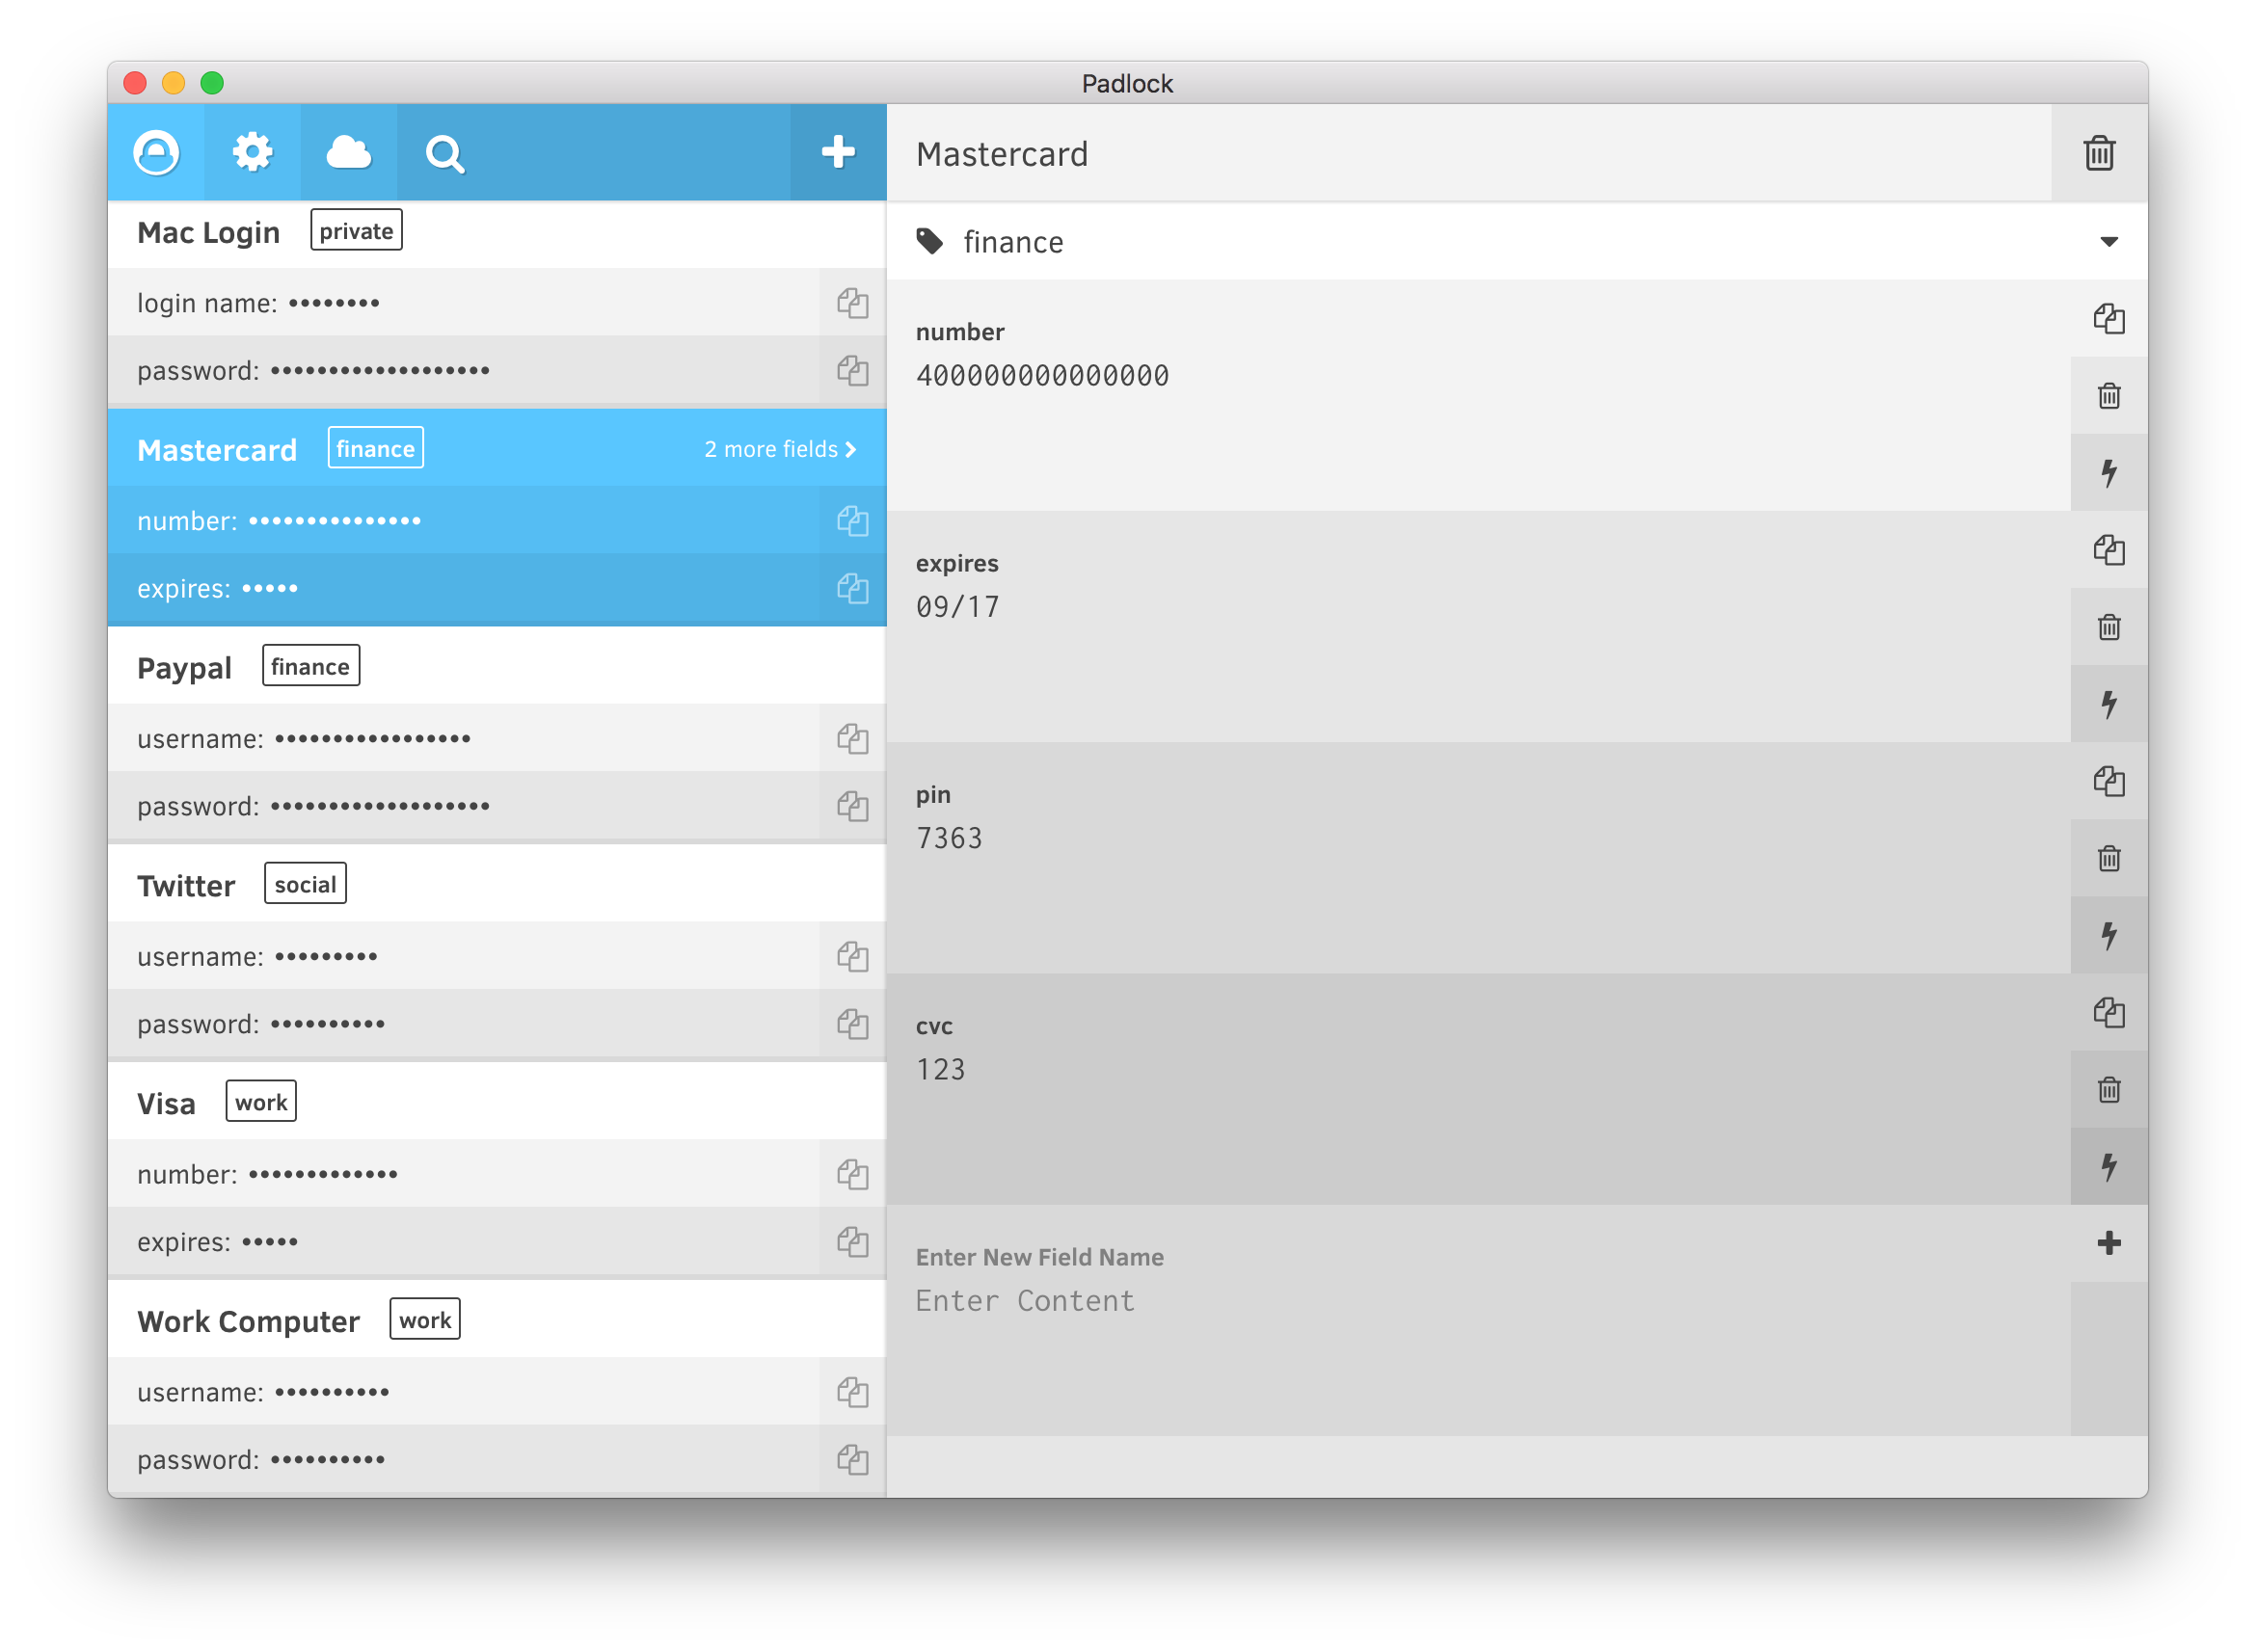 Padlock
Mac Login private
login name: ••••••••
password: •••••••••••••••••••
Mastercard finance 2 more fields
number: •••••••••••••••
expires: •••••
Paypal finance
username: •••••••••••••••••
password: •••••••••••••••••••
Twitter social
username: •••••••••
password: ••••••••••
Visa work
number: •••••••••••••
expires: •••••
Work Computer work
username: ••••••••••
password: ••••••••••
Mastercard
finance
number
400000000000000
expires
09/17
pin
7363
cvc
123
Enter New Field Name
Enter Content